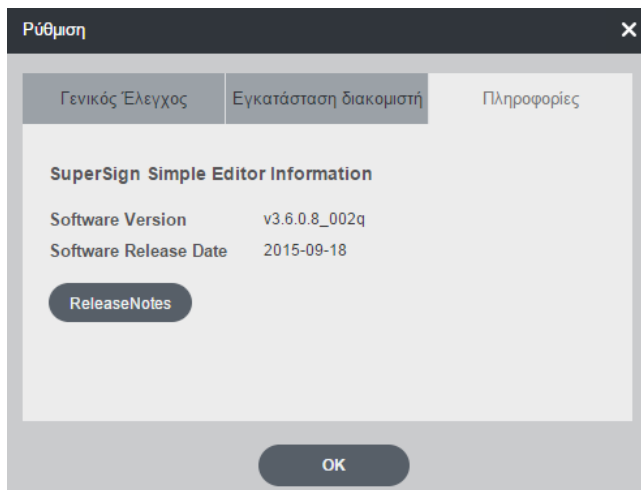 Ρύθμιση
Γενικός Έλεγχος Εγκατάσταση διακομιστή Πληροφορίες
SuperSign Simple Editor Information
Software Version v3.6.0.8_002q
Software Release Date 2015-09-18
ReleaseNotes
OK